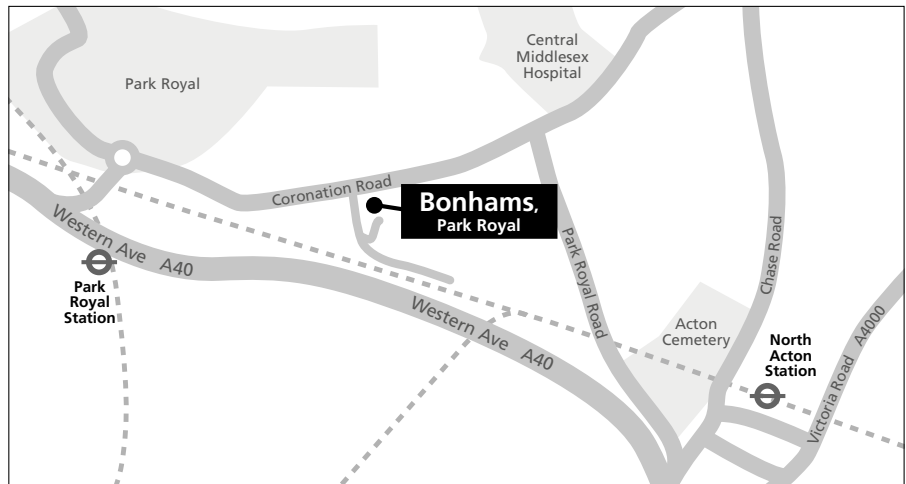 Central
Middlesex
Hospital
Park Royal
Coronation Road
Bonhams,
Park Royal
Western Ave A40
Park Royal Road
Chase Road
Park
Royal
Station
Western Ave A40
Acton
Cemetery
North
Acton
Station
Victoria Road A4000